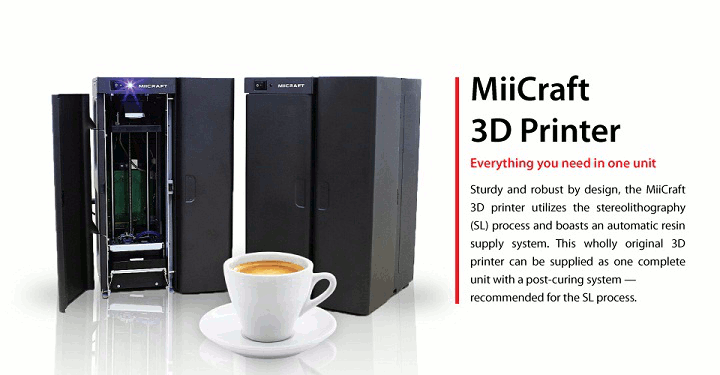 MiiCRAFT
MiiCRAFT
MiiCraft
3D Printer
Everything you need in one unit
Sturdy and robust by design, the MiiCraft
3D printer utilizes the stereolithography
(SL) process and boasts an automatic resin
supply system. This wholly original 3D
printer can be supplied as one complete
unit with a post-curing system —
recommended for the SL process.